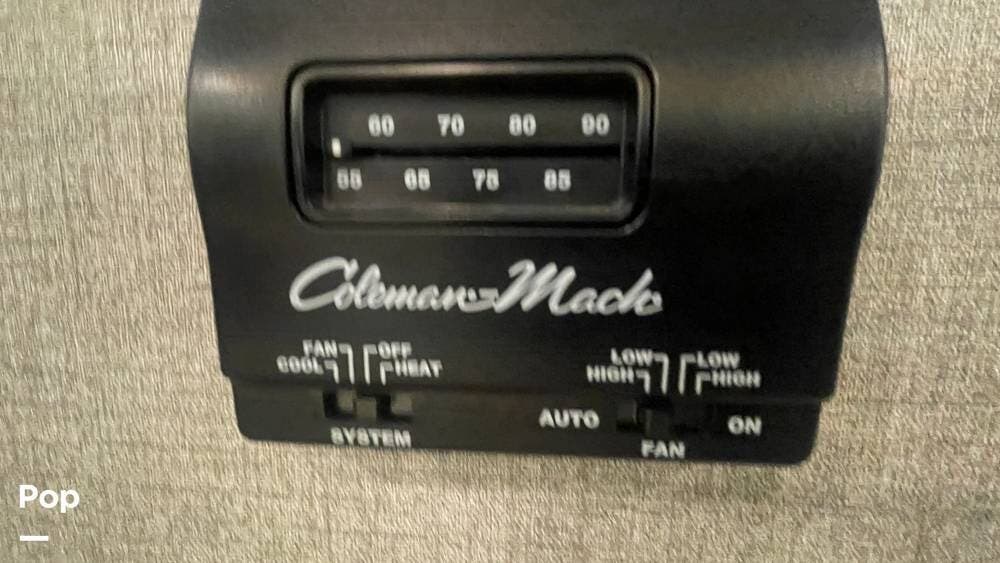 60 70 80 90
55 65 75 85
Coleman-Mach
FAN OFF
COOL HEAT
LOW LOW
HIGH HIGH
AUTO ON
SYSTEM FAN
Pop